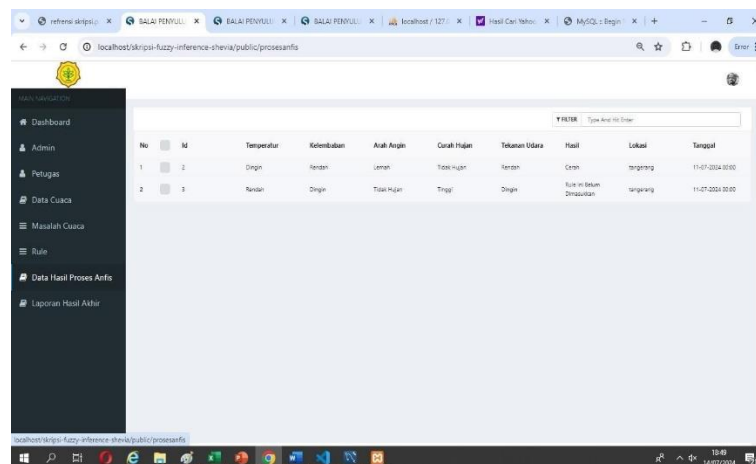 refrensi skripsi.p
BALAI PENYULU
BALAI PENYULU
BALAI PENYULU
localhost / 127
Hasil Cari Yahoo
MySQL :: Begin
localhost/skripsi-fuzzy-inference-shevia/public/prosesanfis
Error
MAIN NAVIGATION
Dashboard
Admin
Petugas
Data Cuaca
Masalah Cuaca
Rule
Data Hasil Proses Anfis
Laporan Hasil Akhir
FILTER Type And Hit Enter
No Id Temperatur Kelembaban Arah Angin Curah Hujan Tekanan Udara Hasil Lokasi Tanggal
1 2 Dingin Rendah Lemah Tidak Hujan Rendah Cerah tangerang 11-07-2024 00:00
2 3 Rendah Dingin Tidak Hujan Tinggi Dingin Rule Ini Belum Dimasukkan tangerang 11-07-2024 00:00
localhost/skripsi-fuzzy-inference-shevia/public/prosesanfis
18:49
14/07/2024